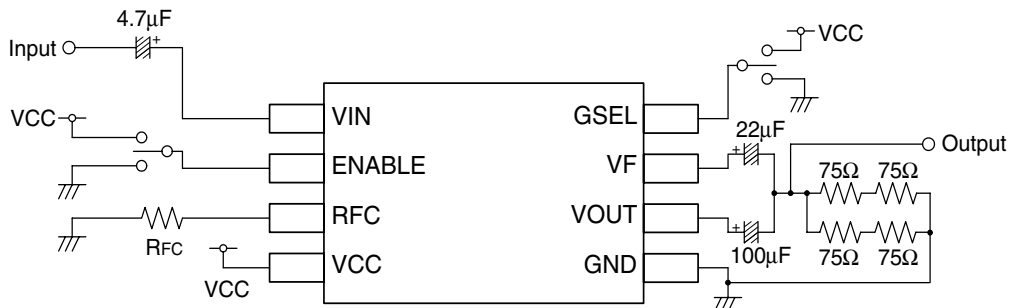 4.7μF
+
Input
VCC
VCC
VIN
GSEL
22μF
+
Output
ENABLE
VF
75Ω
75Ω
RFC
VOUT
RFC
+
100μF
75Ω
75Ω
VCC
GND
VCC